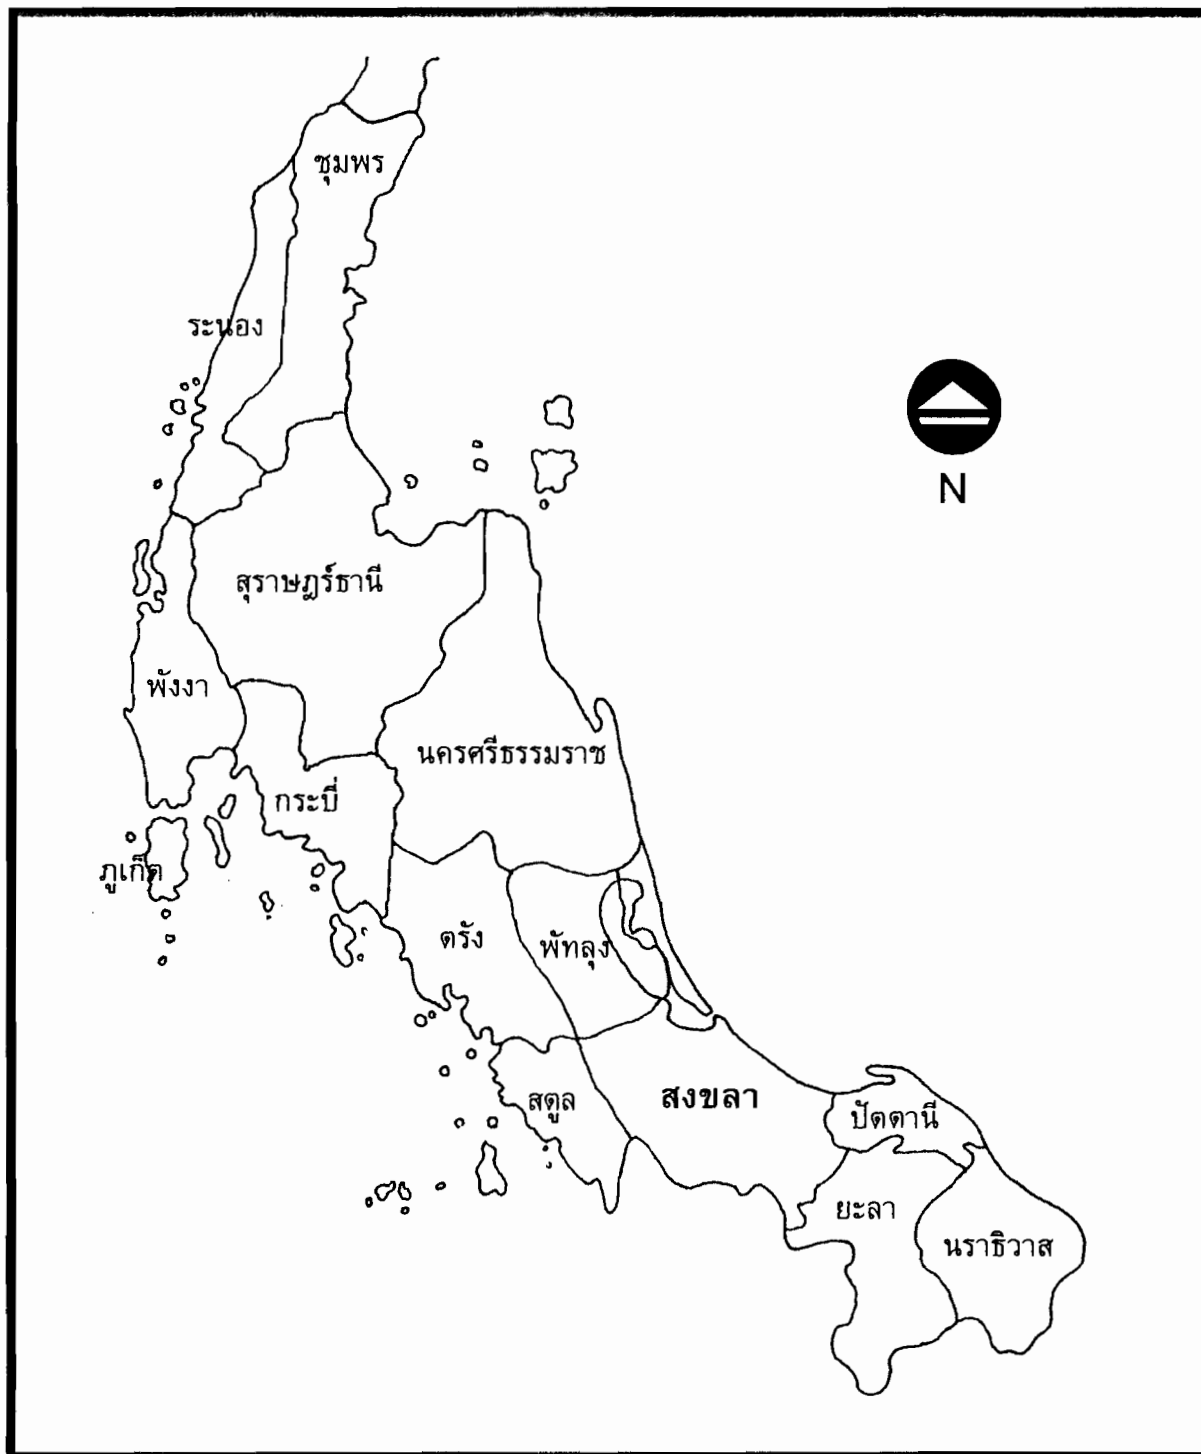 ชุมพร
ระนอง
N
สุราษฎร์ธานี
พังงา
นครศรีธรรมราช
กระบี่
ภูเก็ต
ตรัง
พัทลุง
สตูล
สงขลา
ปัตตานี
ยะลา
นราธิวาส